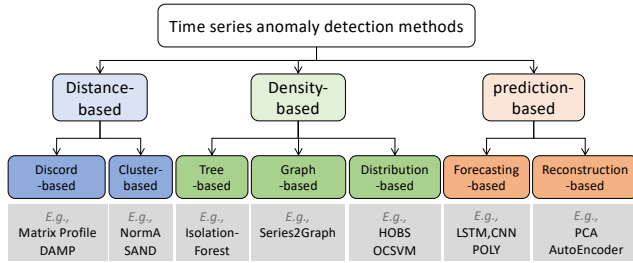 Time series anomaly detection methods
Distance-
based
Density-
based
prediction-
based
Discord
-based
Cluster-
based
Tree
-based
Graph
-based
Distribution
-based
Forecasting
-based
Reconstruction
-based
E.g.,
Matrix Profile
DAMP
E.g.,
NormA
SAND
E.g.,
Isolation-
Forest
E.g.,
Series2Graph
E.g.,
HOBS
OCSVM
E.g.,
LSTM,CNN
POLY
E.g.,
PCA
AutoEncoder